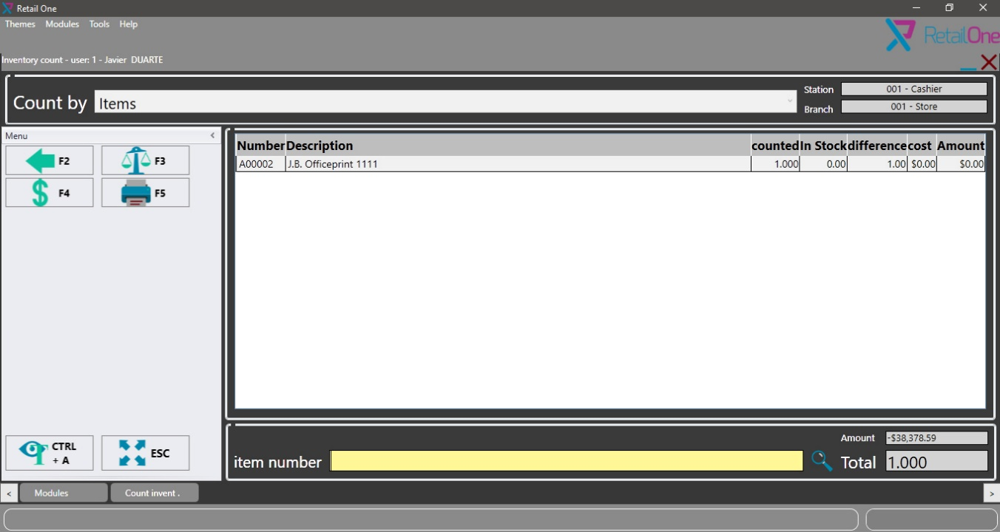 Retail One
Themes Modules Tools Help
RetailOne
Inventory count - user: 1 - Javier DUARTE
Count by Items
Station 001 - Cashier
Branch 001 - Store
Menu
F2 F3
F4 F5
Number Description counted In Stock difference cost Amount
A00002 J.B. Officeprint 1111 1.000 0.00 1.00 $0.00 $0.00
CTRL + A
ESC
Amount -$38,378.59
item number Total 1.000
Modules Count invent .